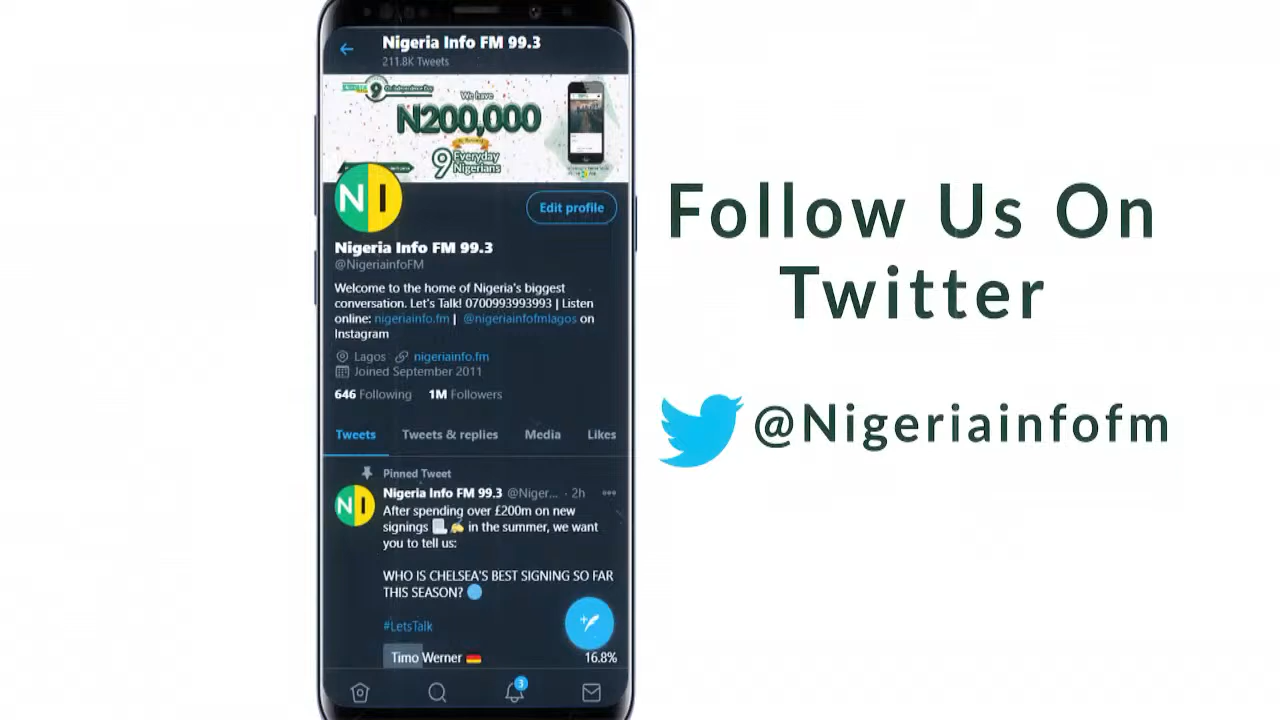 Nigeria Info FM 99.3
211.8K Tweets
We have
N200,000
9 Everyday
Nigerians
NI
Edit profile
Nigeria Info FM 99.3
@NigeriainfoFM
Welcome to the home of Nigeria's biggest
conversation. Let's Talk! 0700993993993 | Listen
online: nigeriainfo.fm | @nigeriainfofmlagos on
Instagram
Lagos nigeriainfo.fm
Joined September 2011
646 Following 1M Followers
Tweets Tweets & replies Media Likes
Pinned Tweet
NI
Nigeria Info FM 99.3 @Niger... · 2h
After spending over £200m on new
signings 📃✍ in the summer, we want
you to tell us:
WHO IS CHELSEA'S BEST SIGNING SO FAR
THIS SEASON? 🔵
#LetsTalk
Timo Werner 🇩🇪 16.8%
3
Follow Us On
Twitter
@Nigeriainfofm